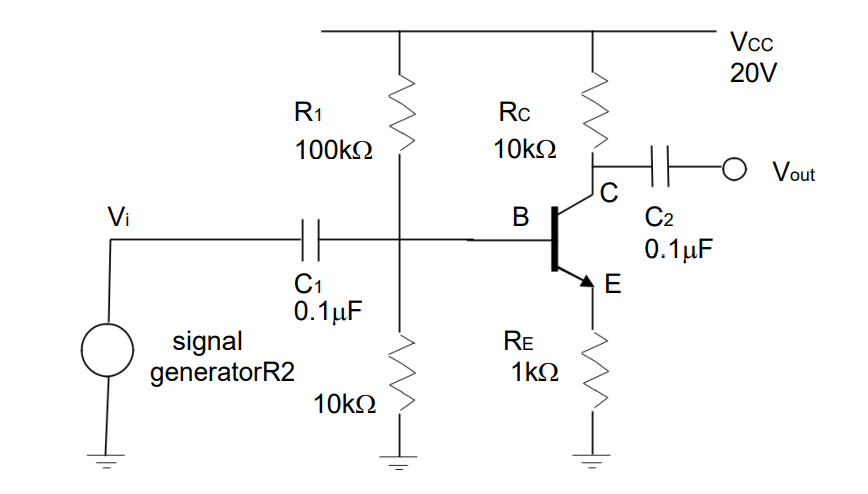 VCC
20V
R1
100kΩ
RC
10kΩ
Vout
C
Vi
B
C2
0.1μF
E
C1
0.1μF
signal
generatorR2
RE
1kΩ
10kΩ